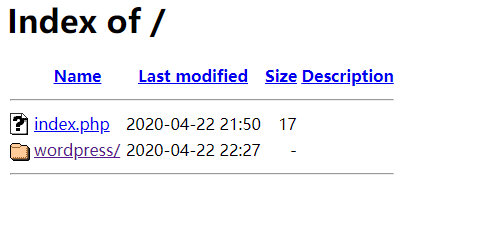 Index of /
Name Last modified Size Description
index.php 2020-04-22 21:50 17
wordpress/ 2020-04-22 22:27 -